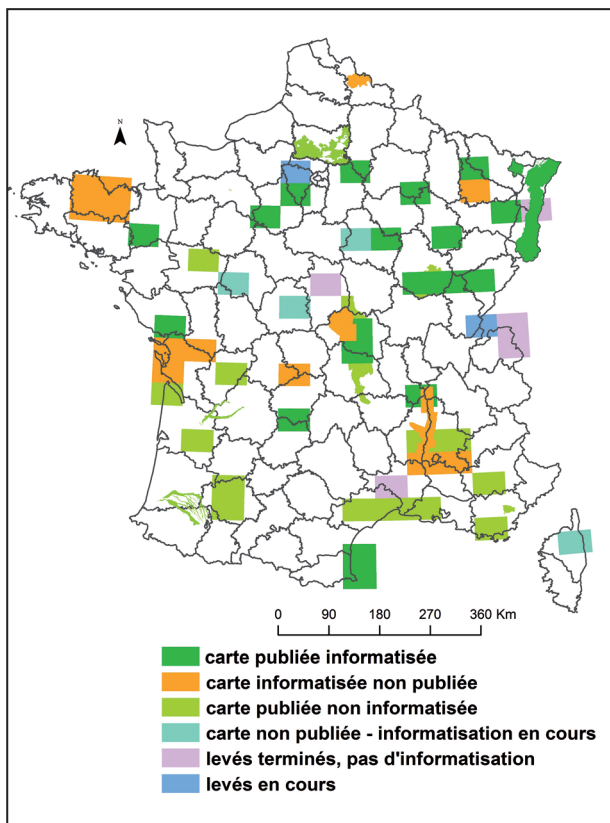 N
0 90 180 270 360 Km
carte publiée informatisée
carte informatisée non publiée
carte publiée non informatisée
carte non publiée - informatisation en cours
levés terminés, pas d'informatisation
levés en cours